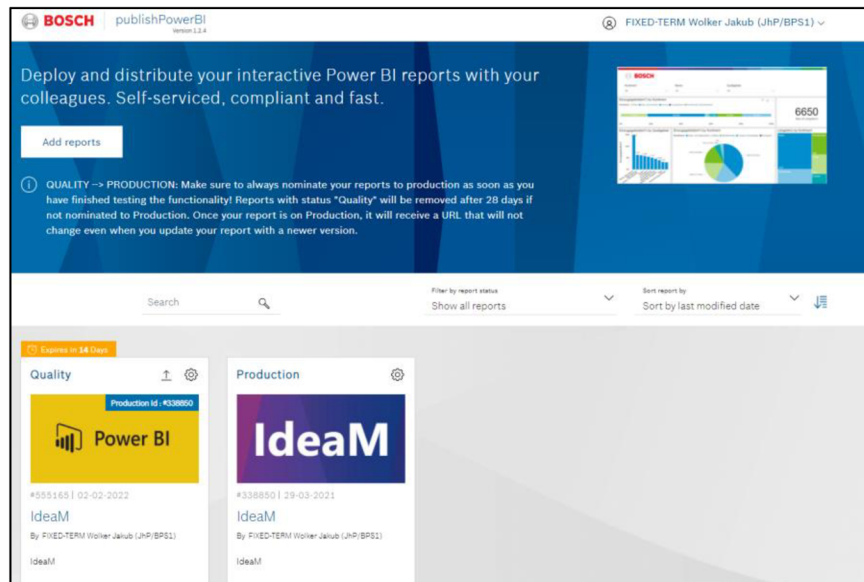 BOSCH
publishPowerBI
Version 1.2.4
FIXED-TERM Wolker Jakub (JhP/BPS1)
Deploy and distribute your interactive Power BI reports with your
colleagues. Self-serviced, compliant and fast.
Add reports
QUALITY –> PRODUCTION: Make sure to always nominate your reports to production as soon as you
have finished testing the functionality! Reports with status "Quality" will be removed after 28 days if
not nominated to Production. Once your report is on Production, it will receive a URL that will not
change even when you update your report with a newer version.
BOSCH
6650
Search
Filter by report status
Show all reports
Sort report by
Sort by last modified date
Expires in 14 Days
Quality
Production Id : #338850
Power BI
#555165 | 02-02-2022
IdeaM
By FIXED-TERM Wolker Jakub (JhP/BPS1)
IdeaM
Production
IdeaM
#338850 | 29-03-2021
IdeaM
By FIXED-TERM Wolker Jakub (JhP/BPS1)
IdeaM